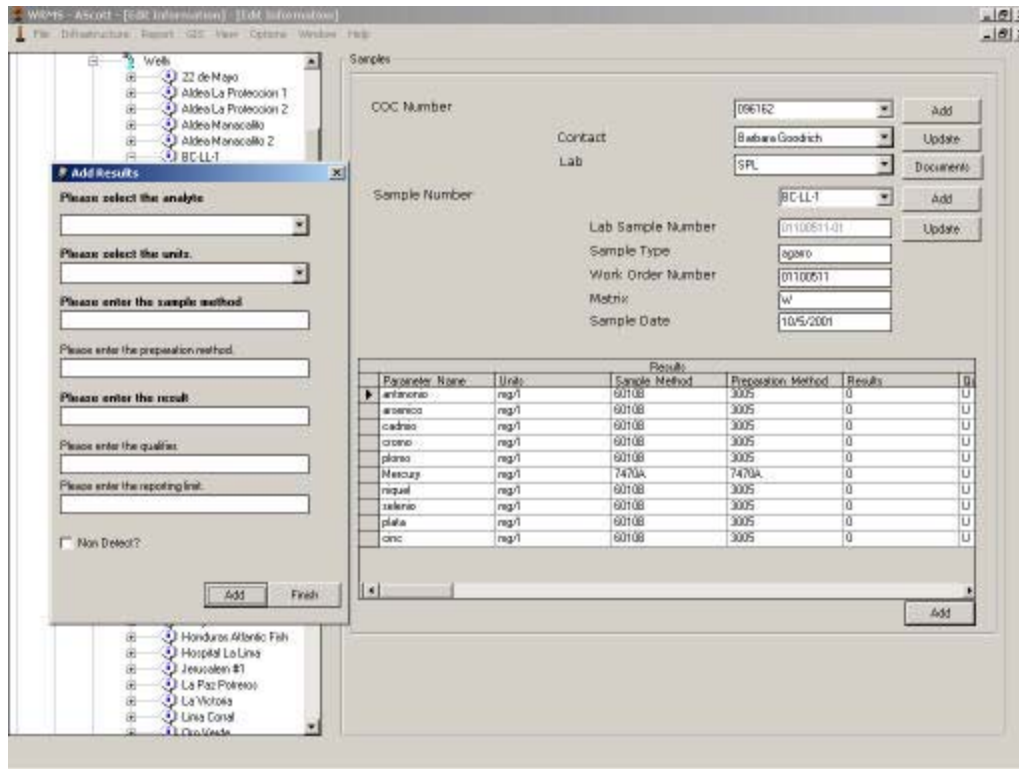 WRMS - AScott - [Edit Information] - [Edit Information]
File Infrastructure Report GIS View Options Window Help
Wells
22 de Mayo
Aldea La Proteccion 1
Aldea La Proteccion 2
Aldea Manacalito
Aldea Manacalito 2
BC-LL-1
Add Results
Please select the analyte
Please select the units.
Please enter the sample method
Please enter the preparation method.
Please enter the result
Please enter the qualifier.
Please enter the reporting limit.
Non Detect?
Add Finish
Honduras Atlantic Fish
Hospital La Lima
Jerusalem #1
La Paz Potreros
La Victoria
Lima Corral
Oro Verde
Samples
COC Number 096162 Add
Contact Barbara Goodrich Update
Lab SPL Documents
Sample Number BC-LL-1 Add
Lab Sample Number 01100511-01 Update
Sample Type agaro
Work Order Number 01100511
Matrix W
Sample Date 10/5/2001
Results
Parameter Name Units Sample Method Preparation Method Results Qu
antimonio mg/l 6010B 3005 0 U
arsenico mg/l 6010B 3005 0 U
cadmio mg/l 6010B 3005 0 U
cromo mg/l 6010B 3005 0 U
plomo mg/l 6010B 3005 0 U
Mercury mg/l 7470A 7470A 0 U
niquel mg/l 6010B 3005 0 U
selenio mg/l 6010B 3005 0 U
plata mg/l 6010B 3005 0 U
cinc mg/l 6010B 3005 0 U
Add